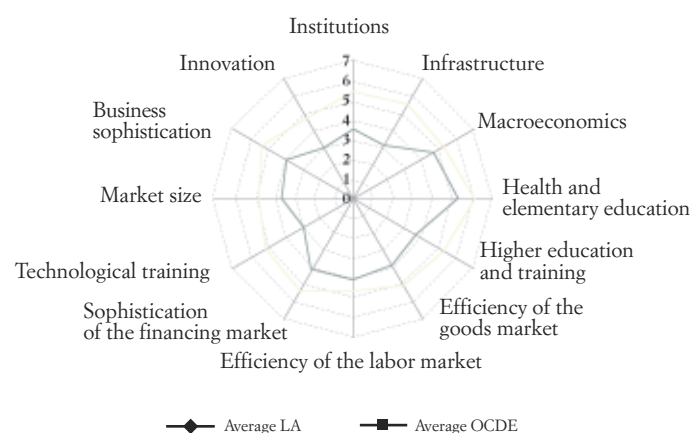 Institutions
Innovation
Infrastructure
7
6
5
4
3
2
1
0
Business
sophistication
Macroeconomics
Market size
Health and
elementary education
Technological training
Higher education
and training
Sophistication
of the financing market
Efficiency of the
goods market
Efficiency of the labor market
Average LA
Average OCDE